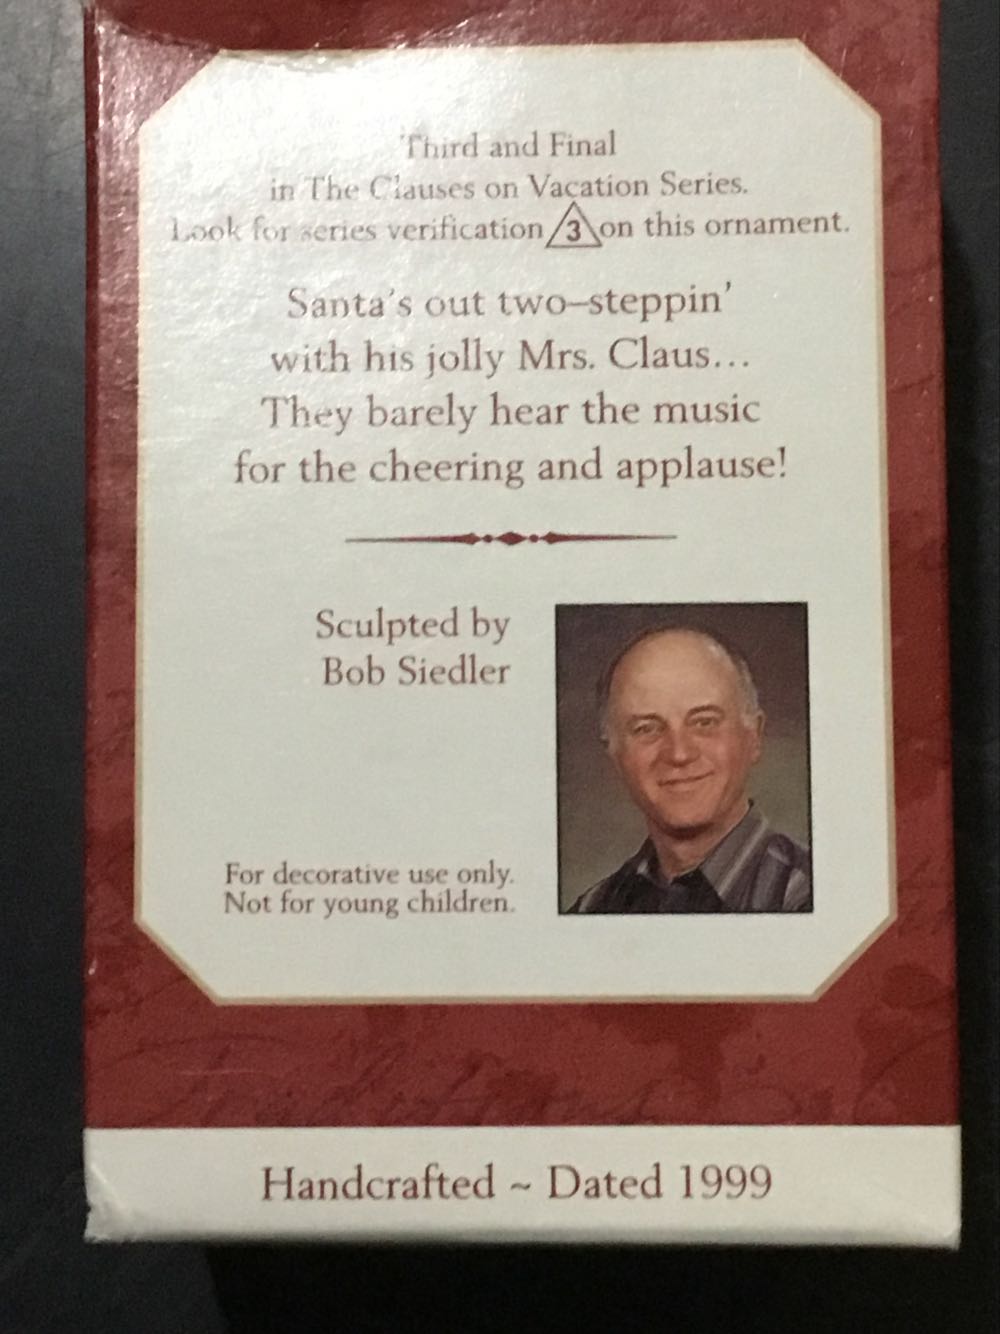 Third and Final
in The Clauses on Vacation Series.
Look for series verification 3 on this ornament.
Santa's out two–steppin'
with his jolly Mrs. Claus...
They barely hear the music
for the cheering and applause!
Sculpted by
Bob Siedler
For decorative use only.
Not for young children.
Handcrafted ~ Dated 1999